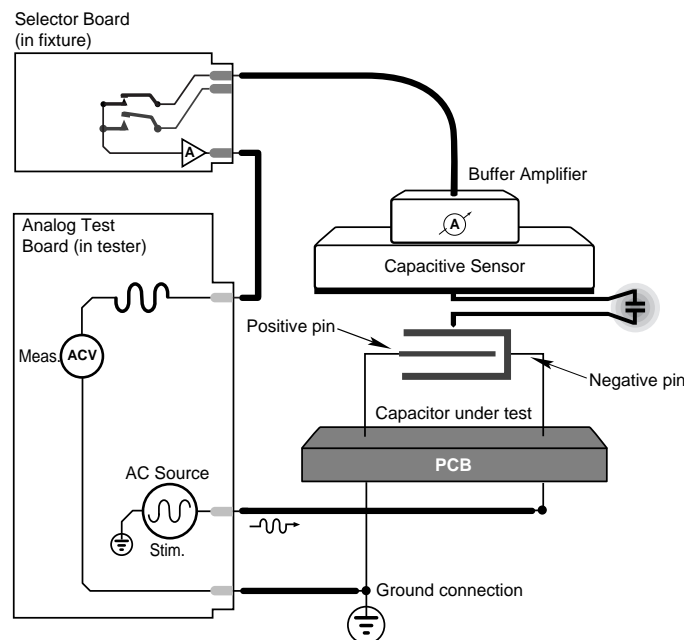 Selector Board
(in fixture)
A
Buffer Amplifier
A
Analog Test
Board (in tester)
Capacitive Sensor
Positive pin
Meas.
ACV
Negative pin
Capacitor under test
PCB
AC Source
Stim.
Ground connection